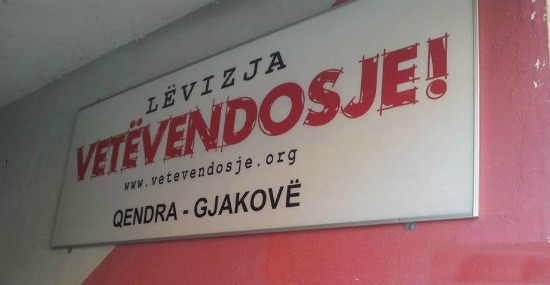 LËVIZJA
VETËVENDOSJE!
www.vetevendosje.org
QENDRA - GJAKOVË